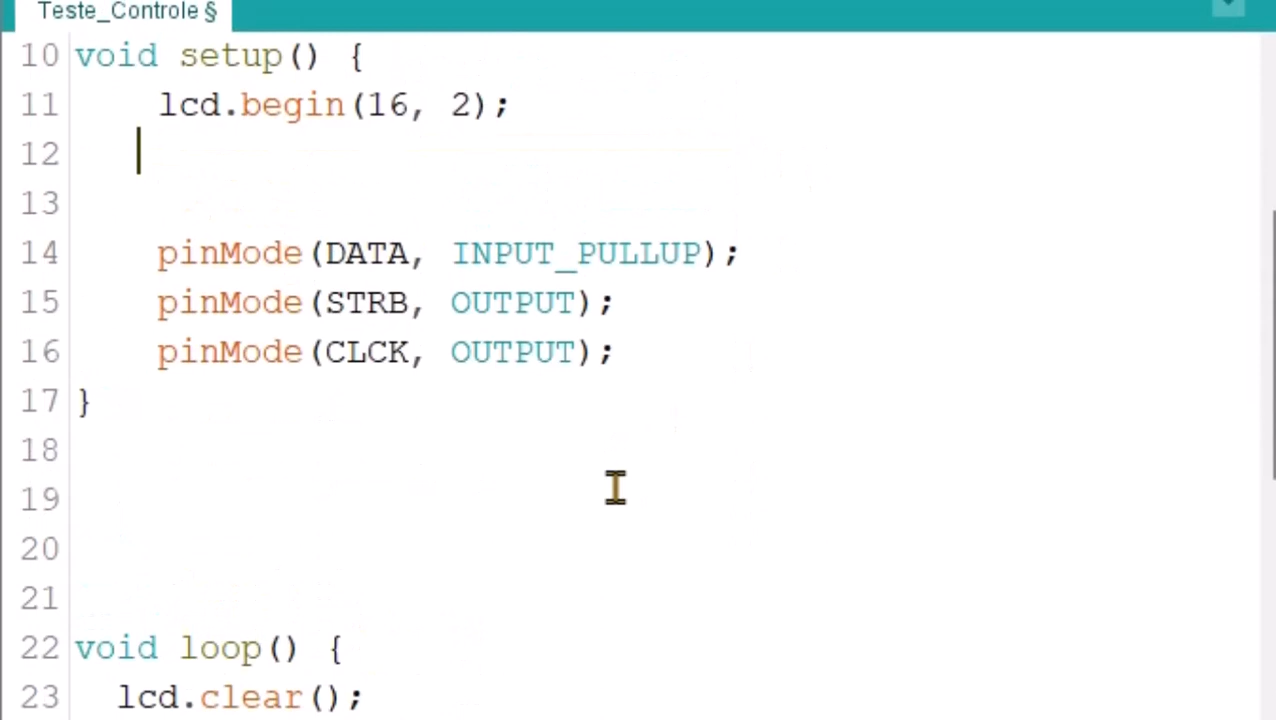 Teste_Controle §
10 void setup() {
11 lcd.begin(16, 2);
12
13
14 pinMode(DATA, INPUT_PULLUP);
15 pinMode(STRB, OUTPUT);
16 pinMode(CLCK, OUTPUT);
17 }
18
19
20
21
22 void loop() {
23 lcd.clear();